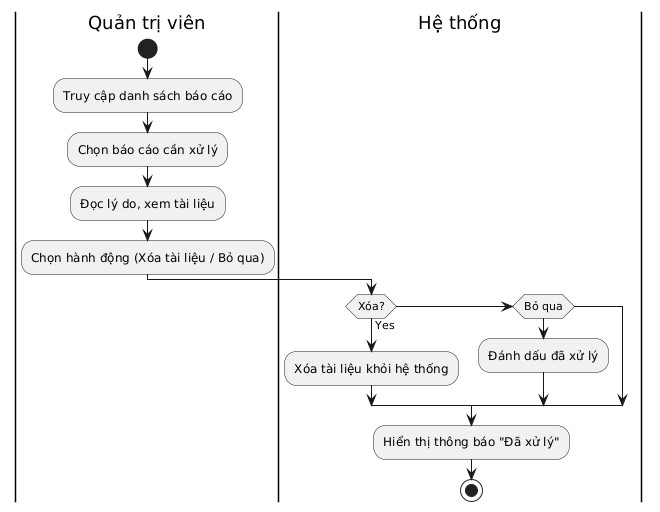 Quản trị viên
Hệ thống
Truy cập danh sách báo cáo
Chọn báo cáo cần xử lý
Đọc lý do, xem tài liệu
Chọn hành động (Xóa tài liệu / Bỏ qua)
Xóa?
Bỏ qua
Yes
Đánh dấu đã xử lý
Xóa tài liệu khỏi hệ thống
Hiển thị thông báo "Đã xử lý"